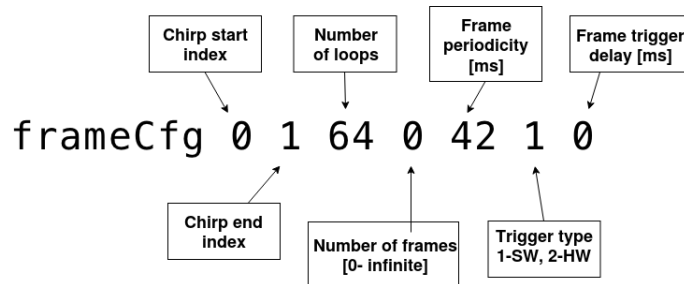 Chirp start
index
Number
of loops
Frame
periodicity
[ms]
Frame trigger
delay [ms]
frameCfg 0 1 64 0 42 1 0
Chirp end
index
Number of frames
[0- infinite]
Trigger type
1-SW, 2-HW